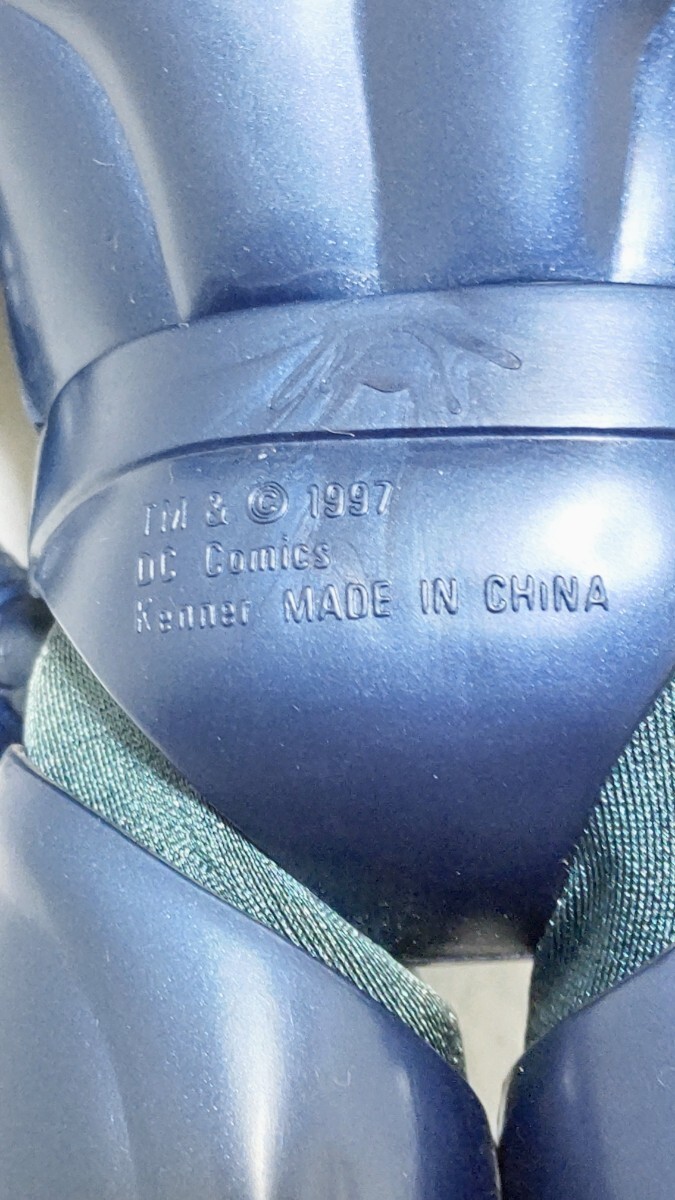 TM & © 1997
DC Comics
Kenner MADE IN CHINA